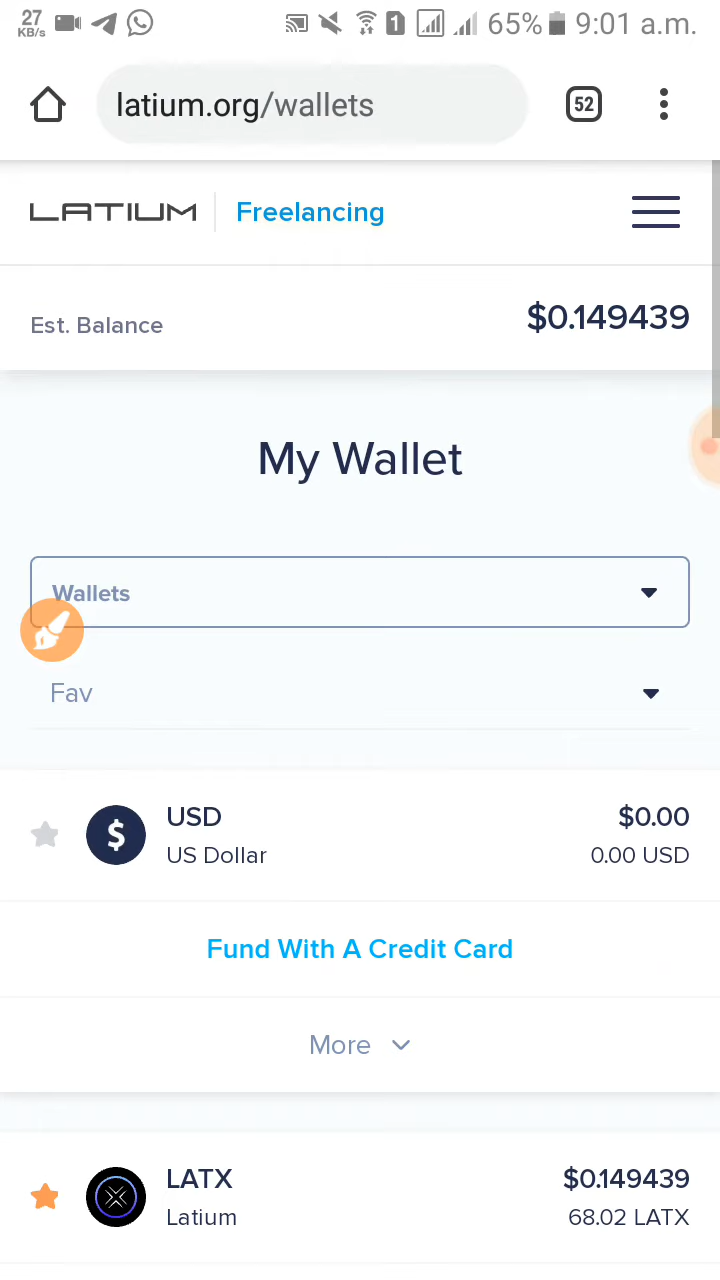 27
KB/s
1
65%
9:01 a.m.
latium.org/wallets
52
LATIUM
Freelancing
Est. Balance
$0.149439
My Wallet
Wallets
Fav
$
USD
$0.00
US Dollar
0.00 USD
Fund With A Credit Card
More
LATX
$0.149439
Latium
68.02 LATX